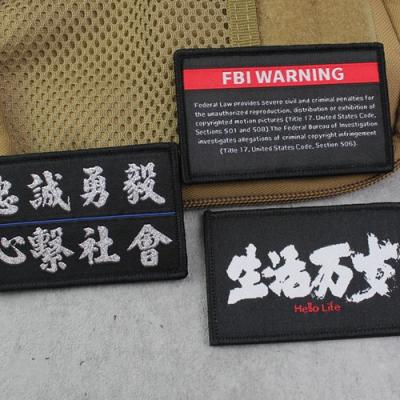 FBI WARNING
Federal Law provides severe civil and criminal penalties for
the unauthorized reproduction, distribution or exhibition of
copyrighted motion pictures (Title 17, United States Code,
Sections 501 and 508).The Federal Bureau of Investigation
investigates allegations of criminal copyright infringement
(Title 17, United States Code, Section 506).
忠誠勇毅
心繫社會
生活万岁
Hello Life